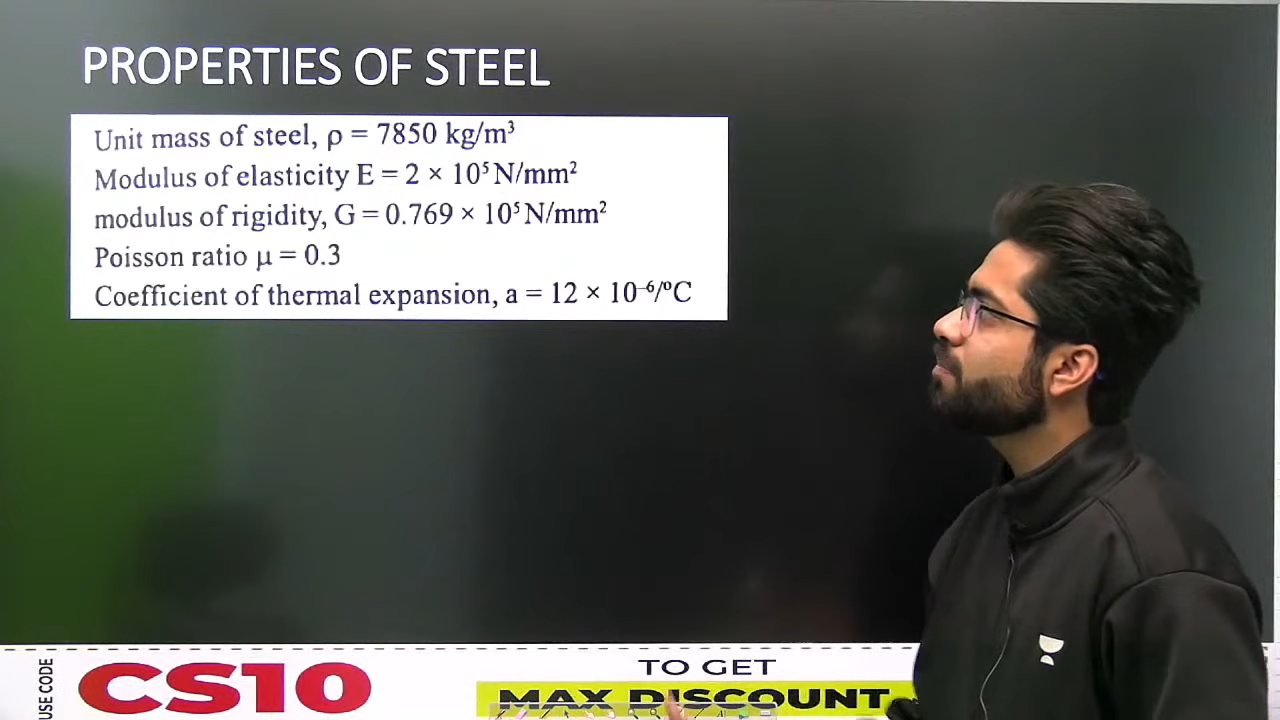 PROPERTIES OF STEEL
Unit mass of steel, ρ = 7850 kg/m³
Modulus of elasticity E = 2 × 10⁵ N/mm²
modulus of rigidity, G = 0.769 × 10⁵ N/mm²
Poisson ratio μ = 0.3
Coefficient of thermal expansion, a = 12 × 10⁻⁶/⁰C
USE CODE
CS10
TO GET
MAX DISCOUNT